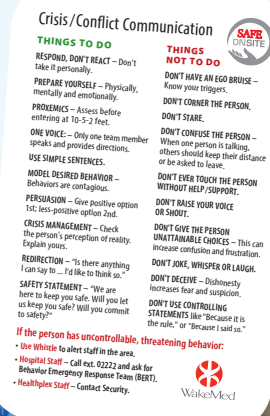 Crisis/Conflict Communication
SAFE
ONSITE
THINGS TO DO
RESPOND, DON'T REACT – Don't
take it personally.
PREPARE YOURSELF – Physically,
mentally and emotionally.
PROXEMICS – Assess before
entering at 10-5-2 feet.
ONE VOICE: – Only one team member
speaks and provides directions.
USE SIMPLE SENTENCES.
MODEL DESIRED BEHAVIOR –
Behaviors are contagious.
PERSUASION – Give positive option
1st; less-positive option 2nd.
CRISIS MANAGEMENT – Check
the person's perception of reality.
Explain yours.
REDIRECTION – "Is there anything
I can say to ... I'd like to think so."
SAFETY STATEMENT – "We are
here to keep you safe. Will you let
us keep you safe? Will you commit
to safety?"
THINGS
NOT TO DO
DON'T HAVE AN EGO BRUISE –
Know your triggers.
DON'T CORNER THE PERSON.
DON'T STARE.
DON'T CONFUSE THE PERSON –
When one person is talking,
others should keep their distance
or be asked to leave.
DON'T EVER TOUCH THE PERSON
WITHOUT HELP/SUPPORT.
DON'T RAISE YOUR VOICE
OR SHOUT.
DON'T GIVE THE PERSON
UNATTAINABLE CHOICES – This can
increase confusion and frustration.
DON'T JOKE, WHISPER OR LAUGH.
DON'T DECEIVE – Dishonesty
increases fear and suspicion.
DON'T USE CONTROLLING
STATEMENTS like "Because it is
the rule," or "Because I said so."
If the person has uncontrollable, threatening behavior:
• Use Whistle to alert staff in the area.
• Hospital Staff – Call ext. 02222 and ask for
Behavior Emergency Response Team (BERT).
• Healthplex Staff – Contact Security.
WakeMed